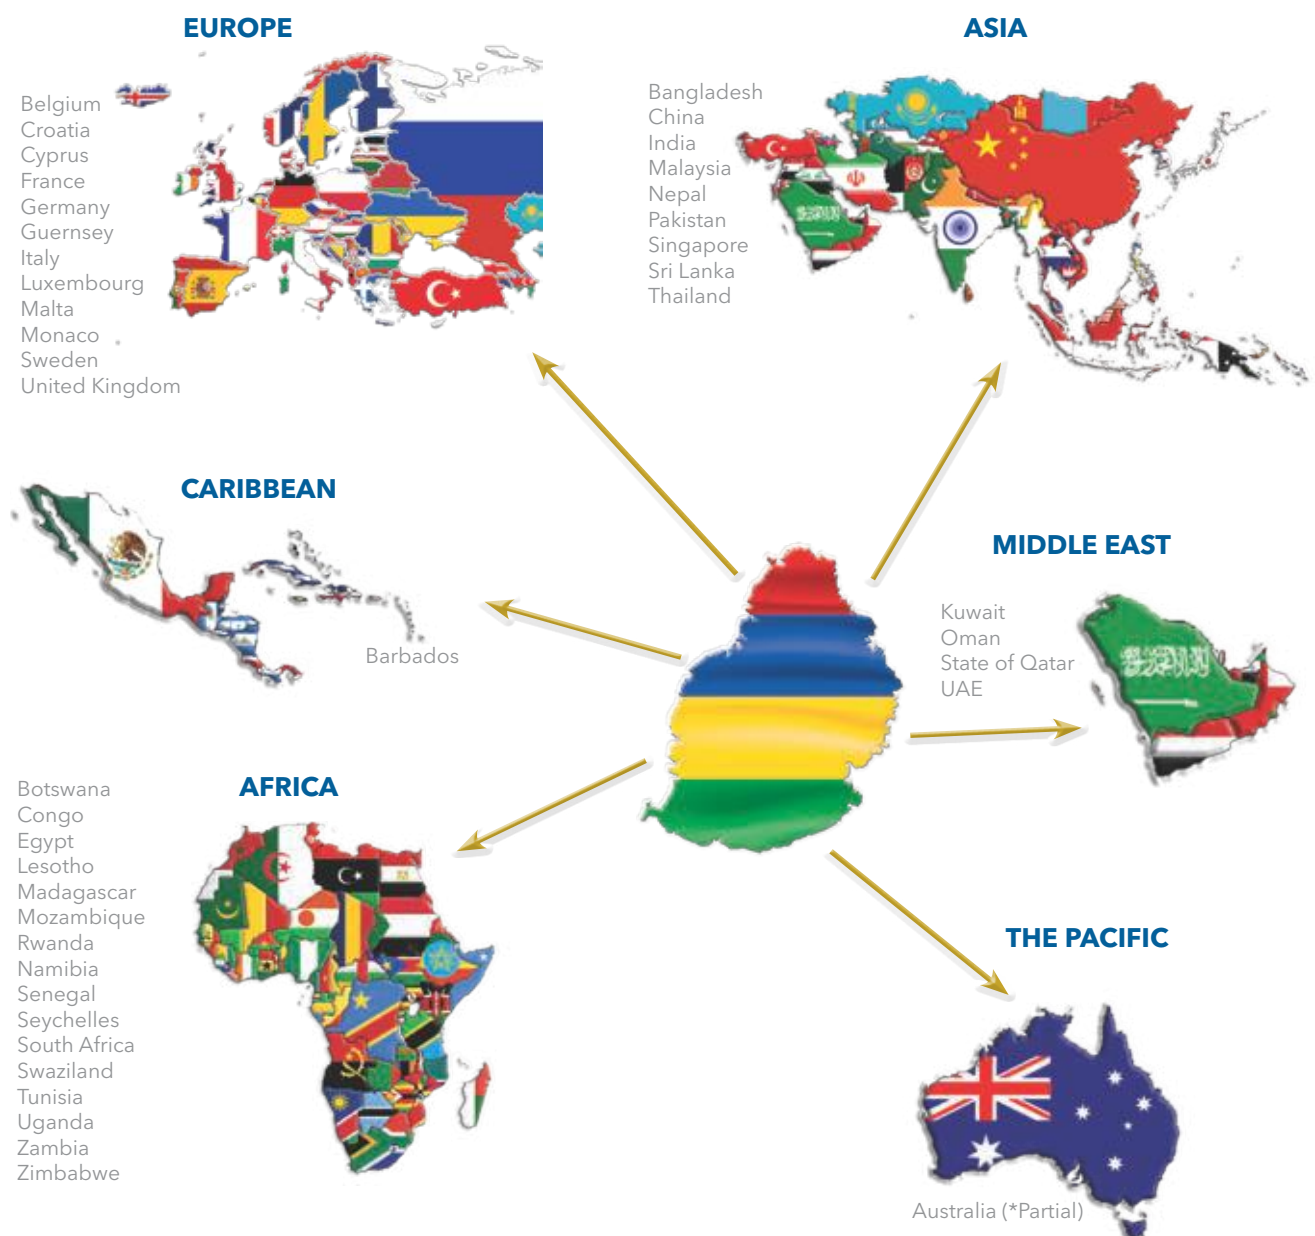 EUROPE
Belgium
Croatia
Cyprus
France
Germany
Guernsey
Italy
Luxembourg
Malta
Monaco
Sweden
United Kingdom
ASIA
Bangladesh
China
India
Malaysia
Nepal
Pakistan
Singapore
Sri Lanka
Thailand
CARIBBEAN
Barbados
MIDDLE EAST
Kuwait
Oman
State of Qatar
UAE
AFRICA
Botswana
Congo
Egypt
Lesotho
Madagascar
Mozambique
Rwanda
Namibia
Senegal
Seychelles
South Africa
Swaziland
Tunisia
Uganda
Zambia
Zimbabwe
THE PACIFIC
Australia (*Partial)